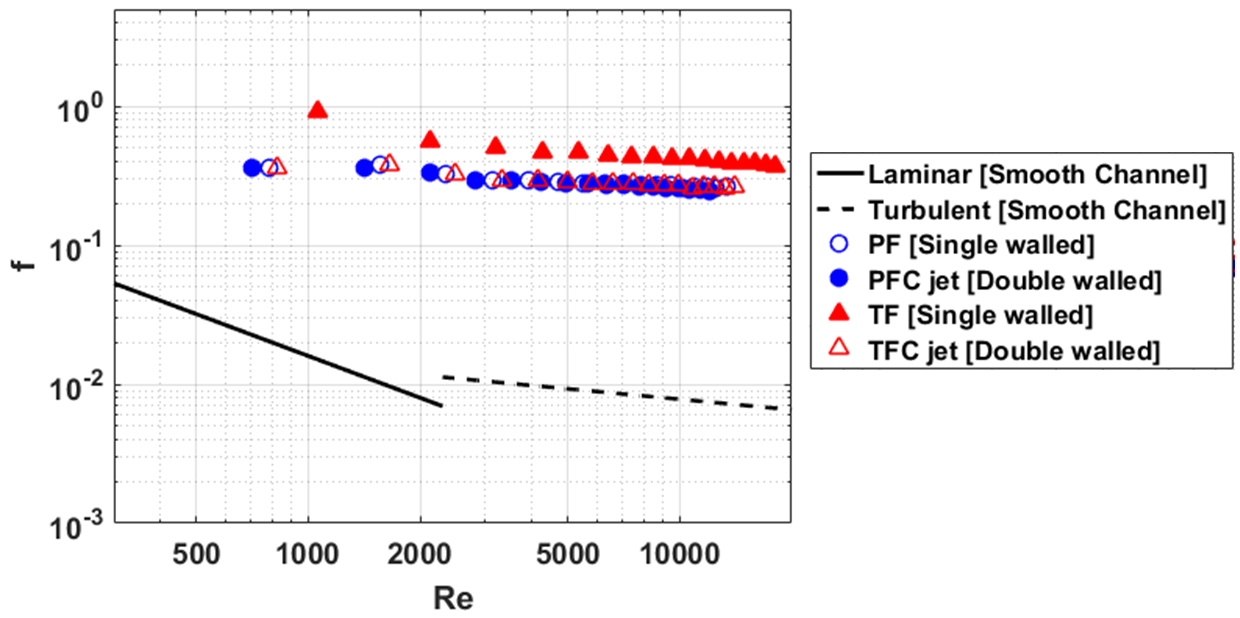 10^0
10^-1
10^-2
10^-3
f
500 1000 2000 5000 10000
Re
Laminar [Smooth Channel]
Turbulent [Smooth Channel]
PF [Single walled]
PFC jet [Double walled]
TF [Single walled]
TFC jet [Double walled]